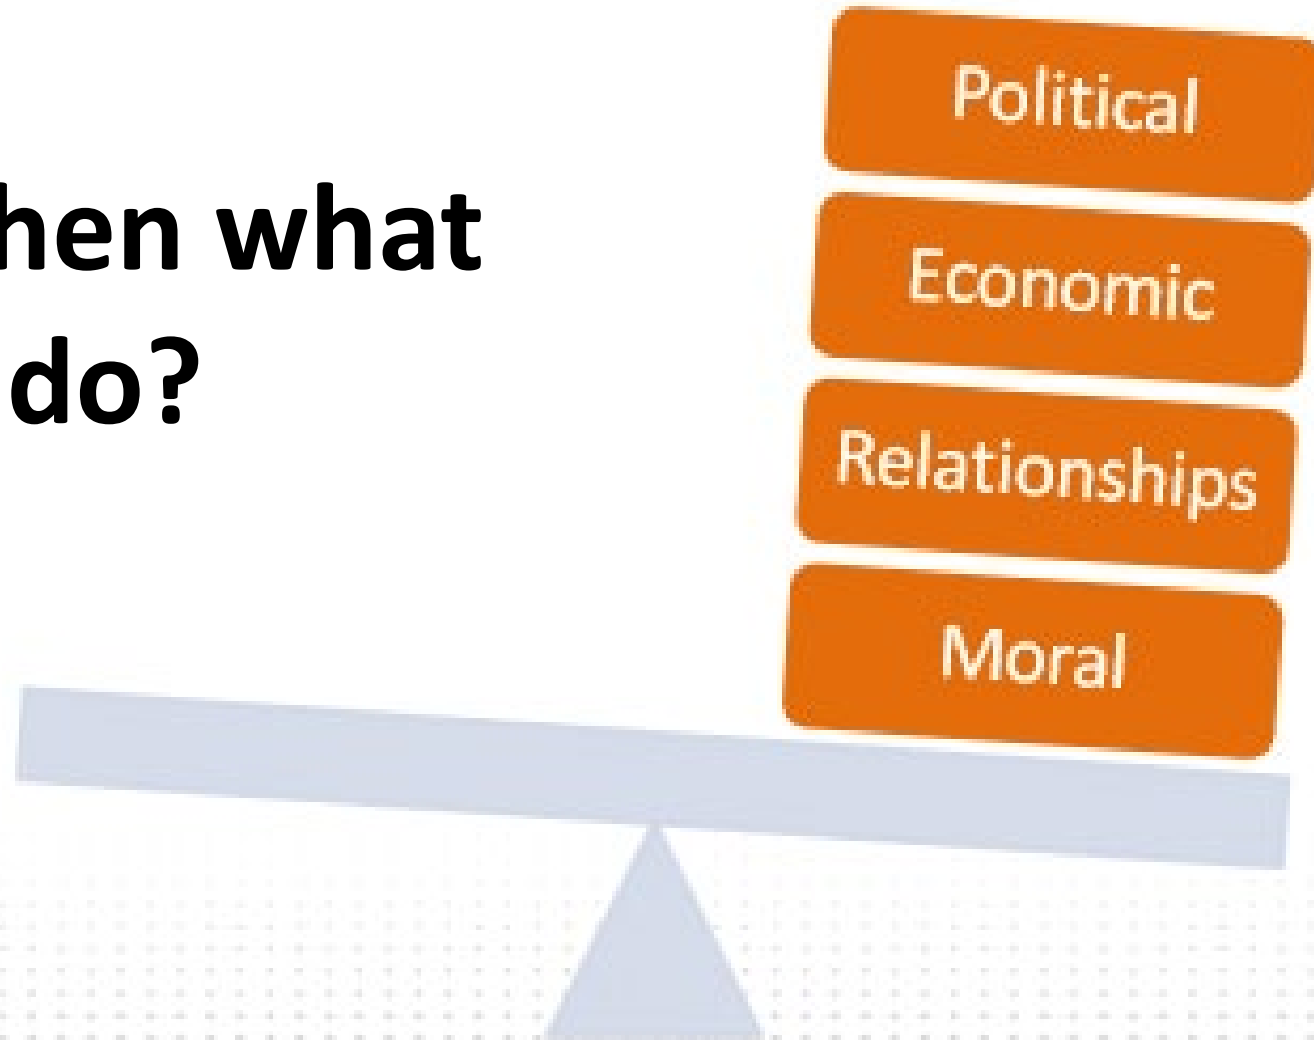 hen what
do?
Political
Economic
Relationships
Moral